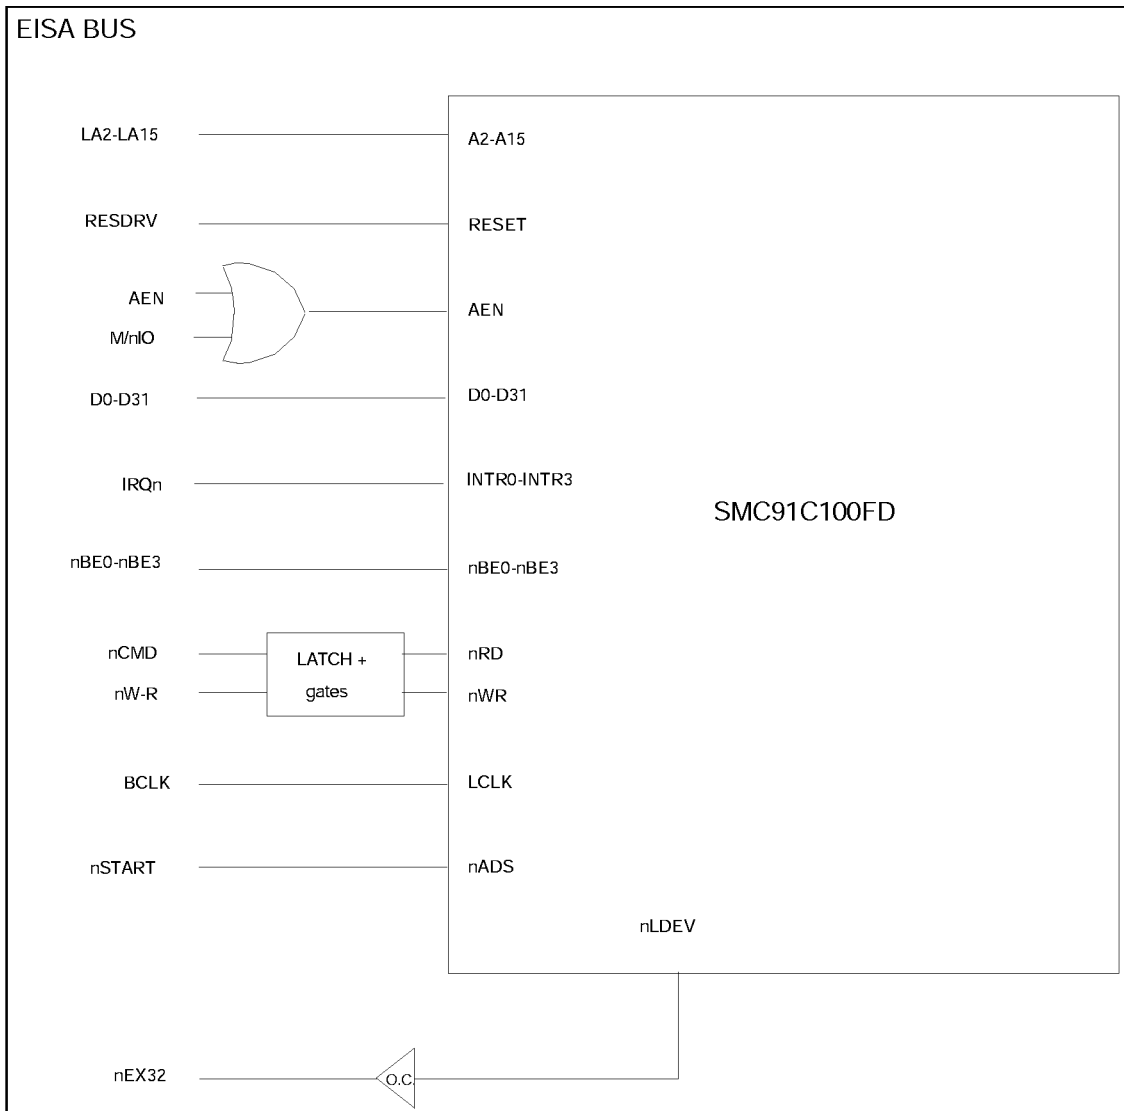 EISA BUS
LA2-LA15 A2-A15
RESDRV RESET
AEN
AEN
M/nIO
D0-D31 D0-D31
IRQn INTR0-INTR3
SMC91C100FD
nBE0-nBE3 nBE0-nBE3
nCMD LATCH + nRD
nW-R gates nWR
BCLK LCLK
nSTART nADS
nLDEV
nEX32 O.C.